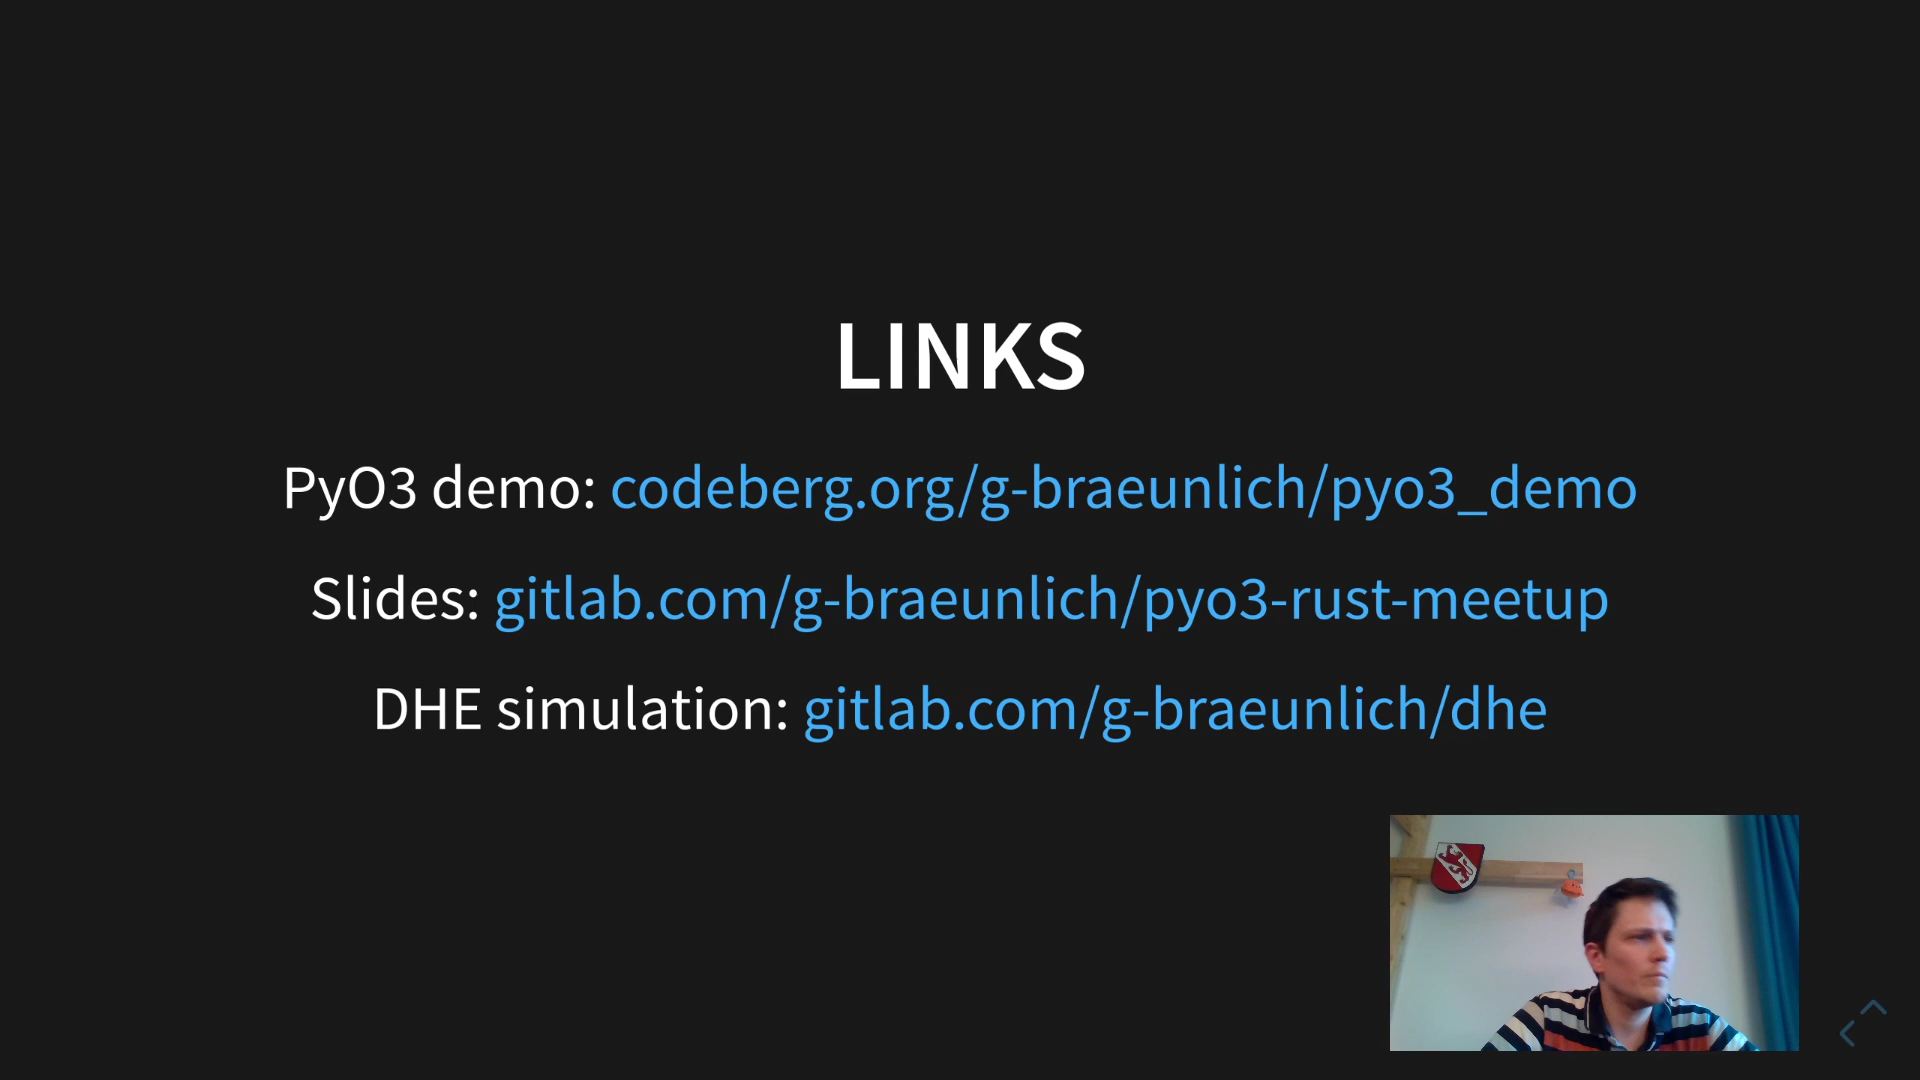 LINKS
PyO3 demo: codeberg.org/g-braeunlich/pyo3_demo
Slides: gitlab.com/g-braeunlich/pyo3-rust-meetup
DHE simulation: gitlab.com/g-braeunlich/dhe